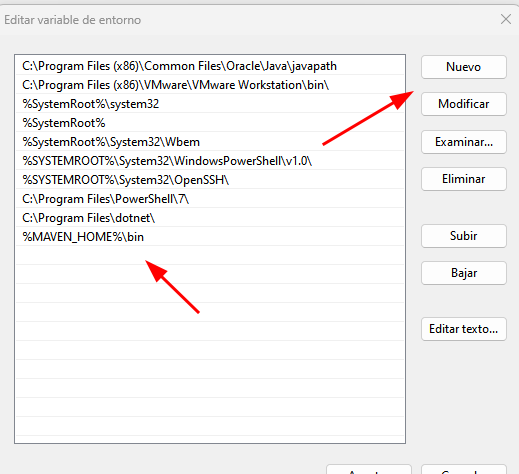 Editar variable de entorno
C:\Program Files (x86)\Common Files\Oracle\Java\javapath
C:\Program Files (x86)\VMware\VMware Workstation\bin\
%SystemRoot%\system32
%SystemRoot%
%SystemRoot%\System32\Wbem
%SYSTEMROOT%\System32\WindowsPowerShell\v1.0\
%SYSTEMROOT%\System32\OpenSSH\
C:\Program Files\PowerShell\7\
C:\Program Files\dotnet\
%MAVEN_HOME%\bin
Nuevo
Modificar
Examinar...
Eliminar
Subir
Bajar
Editar texto...